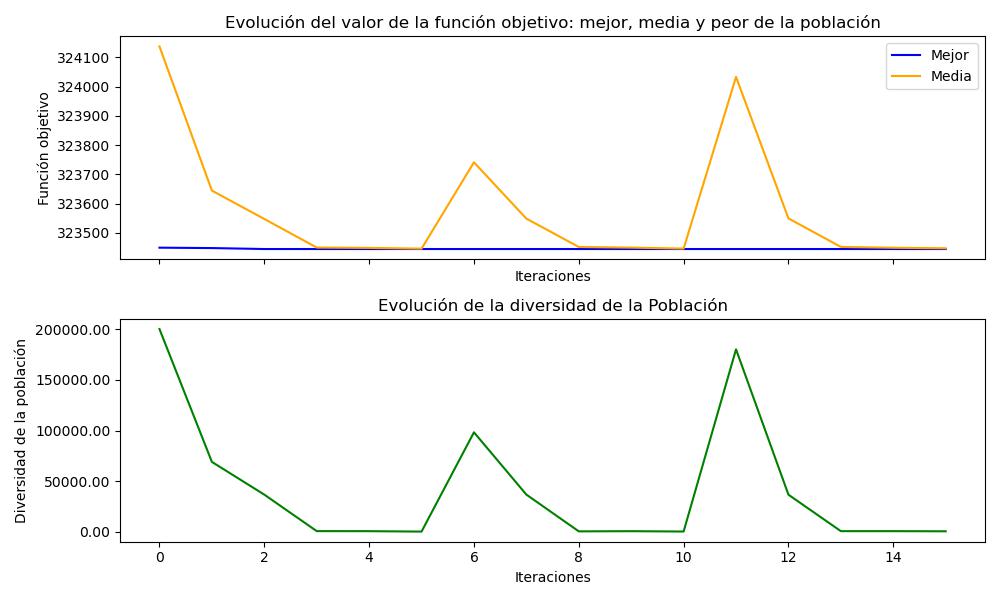 Evolución del valor de la función objetivo: mejor, media y peor de la población
324100
324000
323900
323800
323700
323600
323500
Función objetivo
Mejor
Media
Iteraciones
Evolución de la diversidad de la Población
200000.00
150000.00
100000.00
50000.00
0.00
Diversidad de la población
0 2 4 6 8 10 12 14
Iteraciones